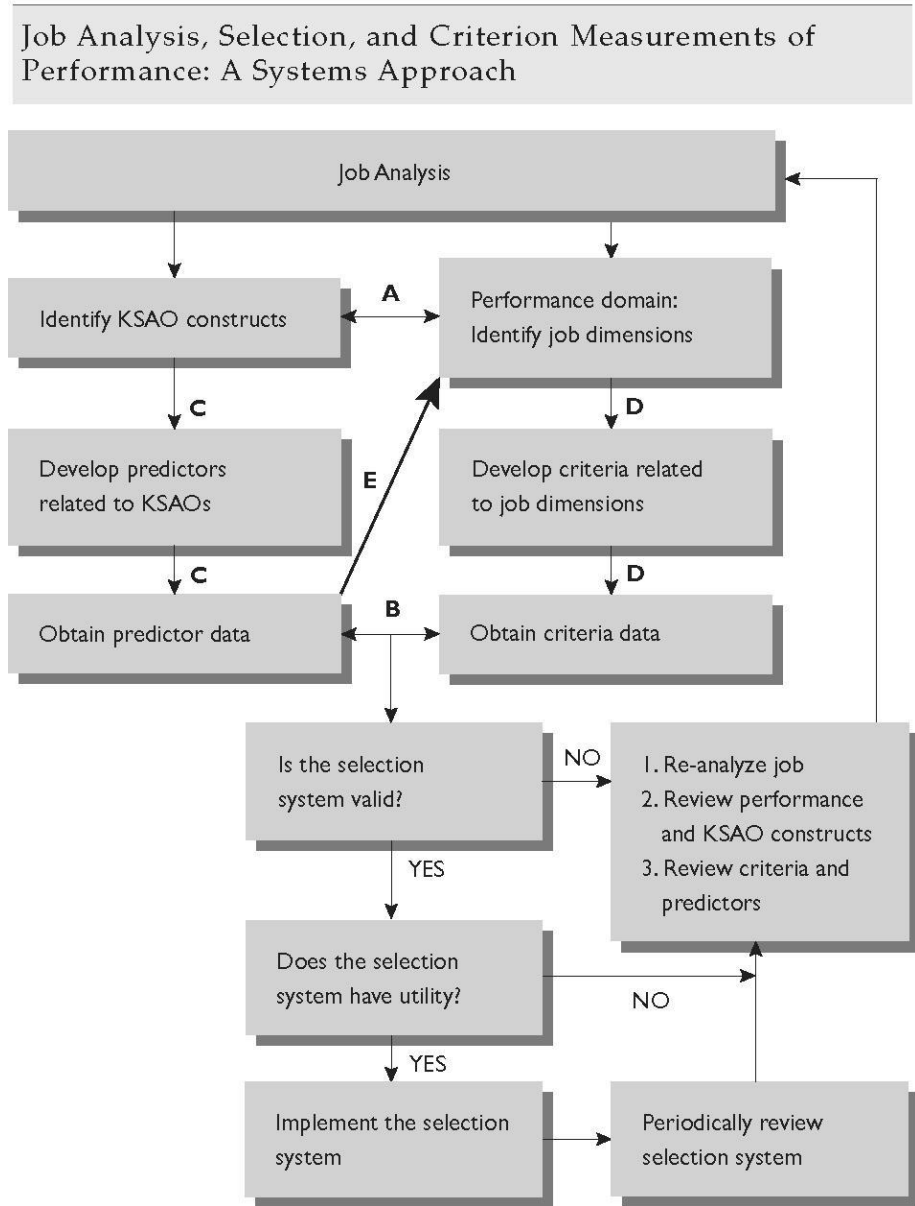 Job Analysis, Selection, and Criterion Measurements of
Performance: A Systems Approach
Job Analysis
Identify KSAO constructs
A
Performance domain:
Identify job dimensions
C
D
Develop predictors
related to KSAOs
E
Develop criteria related
to job dimensions
C
D
Obtain predictor data
B
Obtain criteria data
Is the selection
system valid?
NO
1. Re-analyze job
2. Review performance
and KSAO constructs
3. Review criteria and
predictors
YES
Does the selection
system have utility?
NO
YES
Implement the selection
system
Periodically review
selection system